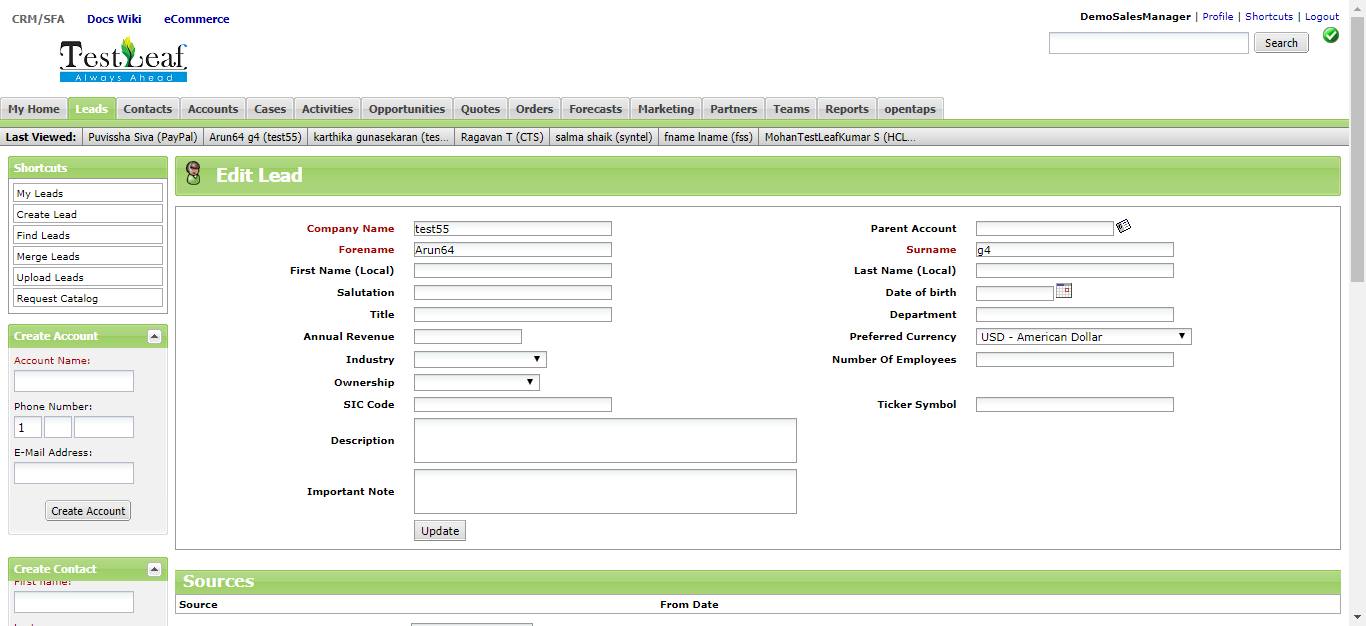 CRM/SFA Docs Wiki eCommerce
DemoSalesManager | Profile | Shortcuts | Logout
Search
TestLeaf
Always Ahead
My Home Leads Contacts Accounts Cases Activities Opportunities Quotes Orders Forecasts Marketing Partners Teams Reports opentaps
Last Viewed: Puvissha Siva (PayPal) Arun64 g4 (test55) karthika gunasekaran (tes... Ragavan T (CTS) salma shaik (syntel) fname lname (fss) MohanTestLeafKumar S (HCL...
Shortcuts
My Leads
Create Lead
Find Leads
Merge Leads
Upload Leads
Request Catalog
Create Account
Account Name:
Phone Number:
1
E-Mail Address:
Create Account
Create Contact
First name:
Edit Lead
Company Name test55 Parent Account
Forename Arun64 Surname g4
First Name (Local) Last Name (Local)
Salutation Date of birth
Title Department
Annual Revenue Preferred Currency USD - American Dollar
Industry Number Of Employees
Ownership
SIC Code Ticker Symbol
Description
Important Note
Update
Sources
Source From Date